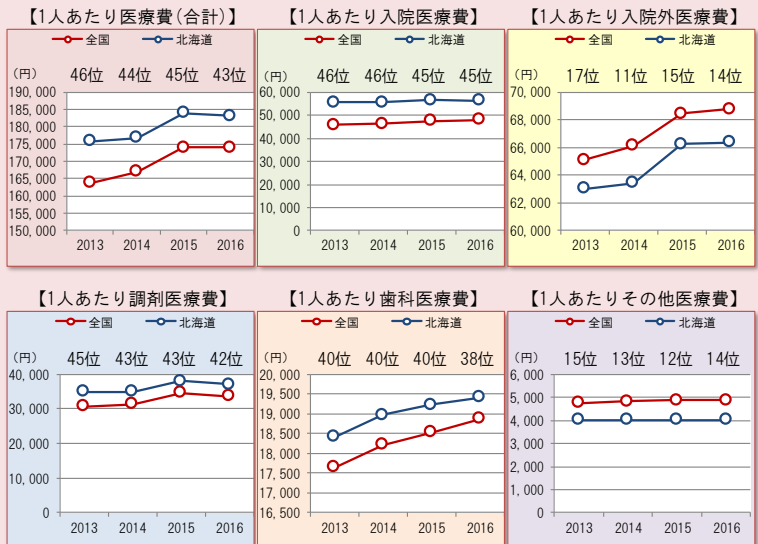 【1人あたり医療費(合計)】
全国 北海道
(円) 46位 44位 45位 43位
190,000
185,000
180,000
175,000
170,000
165,000
160,000
155,000
150,000
2013 2014 2015 2016
【1人あたり入院医療費】
全国 北海道
(円) 46位 46位 45位 45位
60,000
50,000
40,000
30,000
20,000
10,000
0
2013 2014 2015 2016
【1人あたり入院外医療費】
全国 北海道
(円) 17位 11位 15位 14位
70,000
68,000
66,000
64,000
62,000
60,000
2013 2014 2015 2016
【1人あたり調剤医療費】
全国 北海道
(円) 45位 43位 43位 42位
40,000
30,000
20,000
10,000
0
2013 2014 2015 2016
【1人あたり歯科医療費】
全国 北海道
(円) 40位 40位 40位 38位
20,000
19,500
19,000
18,500
18,000
17,500
17,000
16,500
2013 2014 2015 2016
【1人あたりその他医療費】
全国 北海道
(円) 15位 13位 12位 14位
6,000
5,000
4,000
3,000
2,000
1,000
0
2013 2014 2015 2016